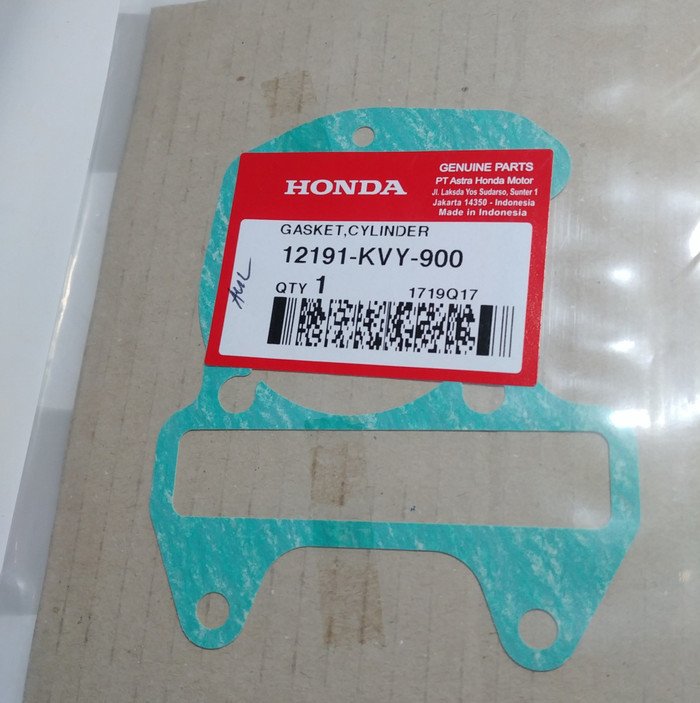 HONDA
GENUINE PARTS
PT Astra Honda Motor
Jl. Laksda Yos Sudarso, Sunter 1
Jakarta 14350 - Indonesia
Made in Indonesia
GASKET,CYLINDER
12191-KVY-900
QTY 1 1719Q17